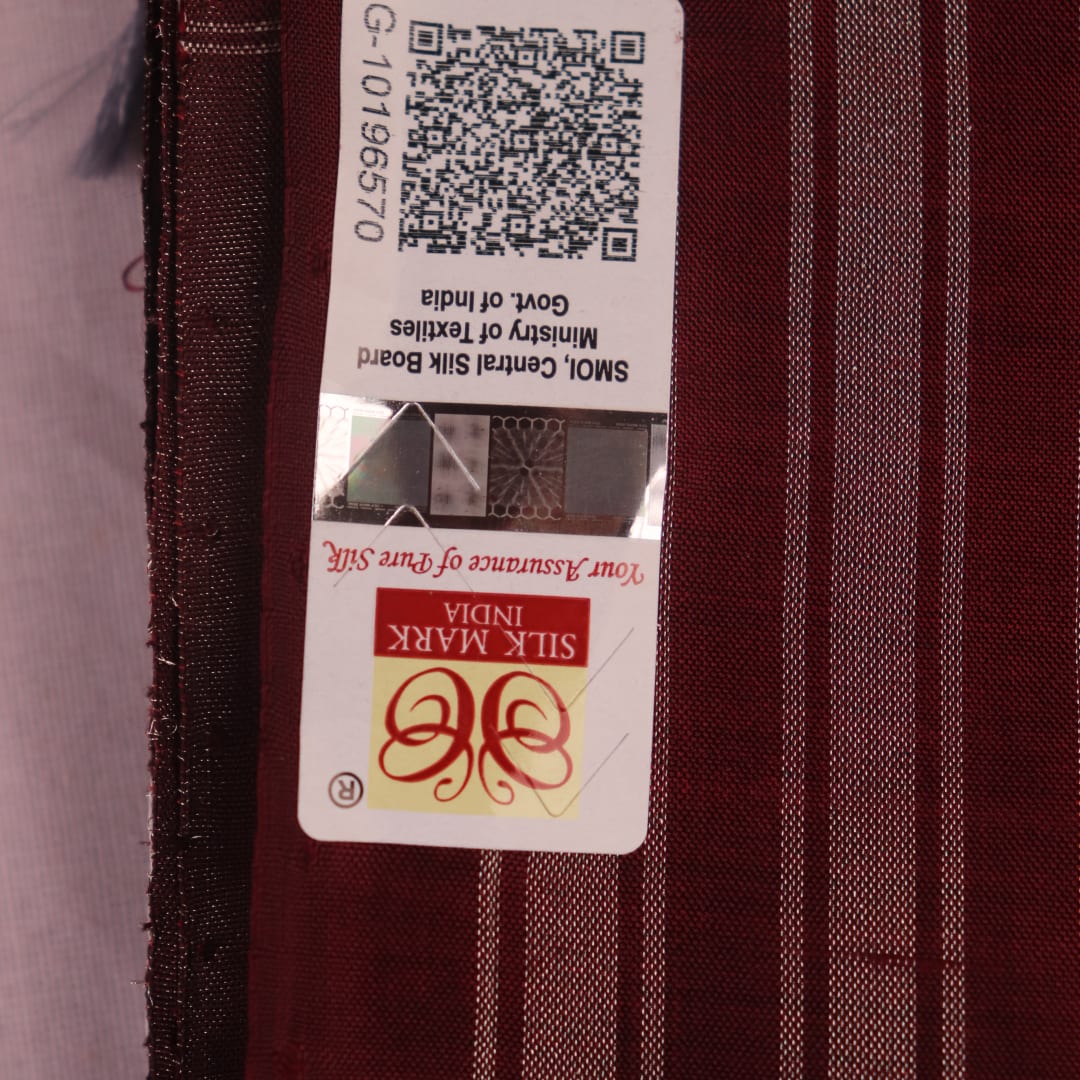 ®
SILK MARK
INDIA
Your Assurance of Pure Silk
SMOI, Central Silk Board
Ministry of Textiles
Govt. of India
G-10196570